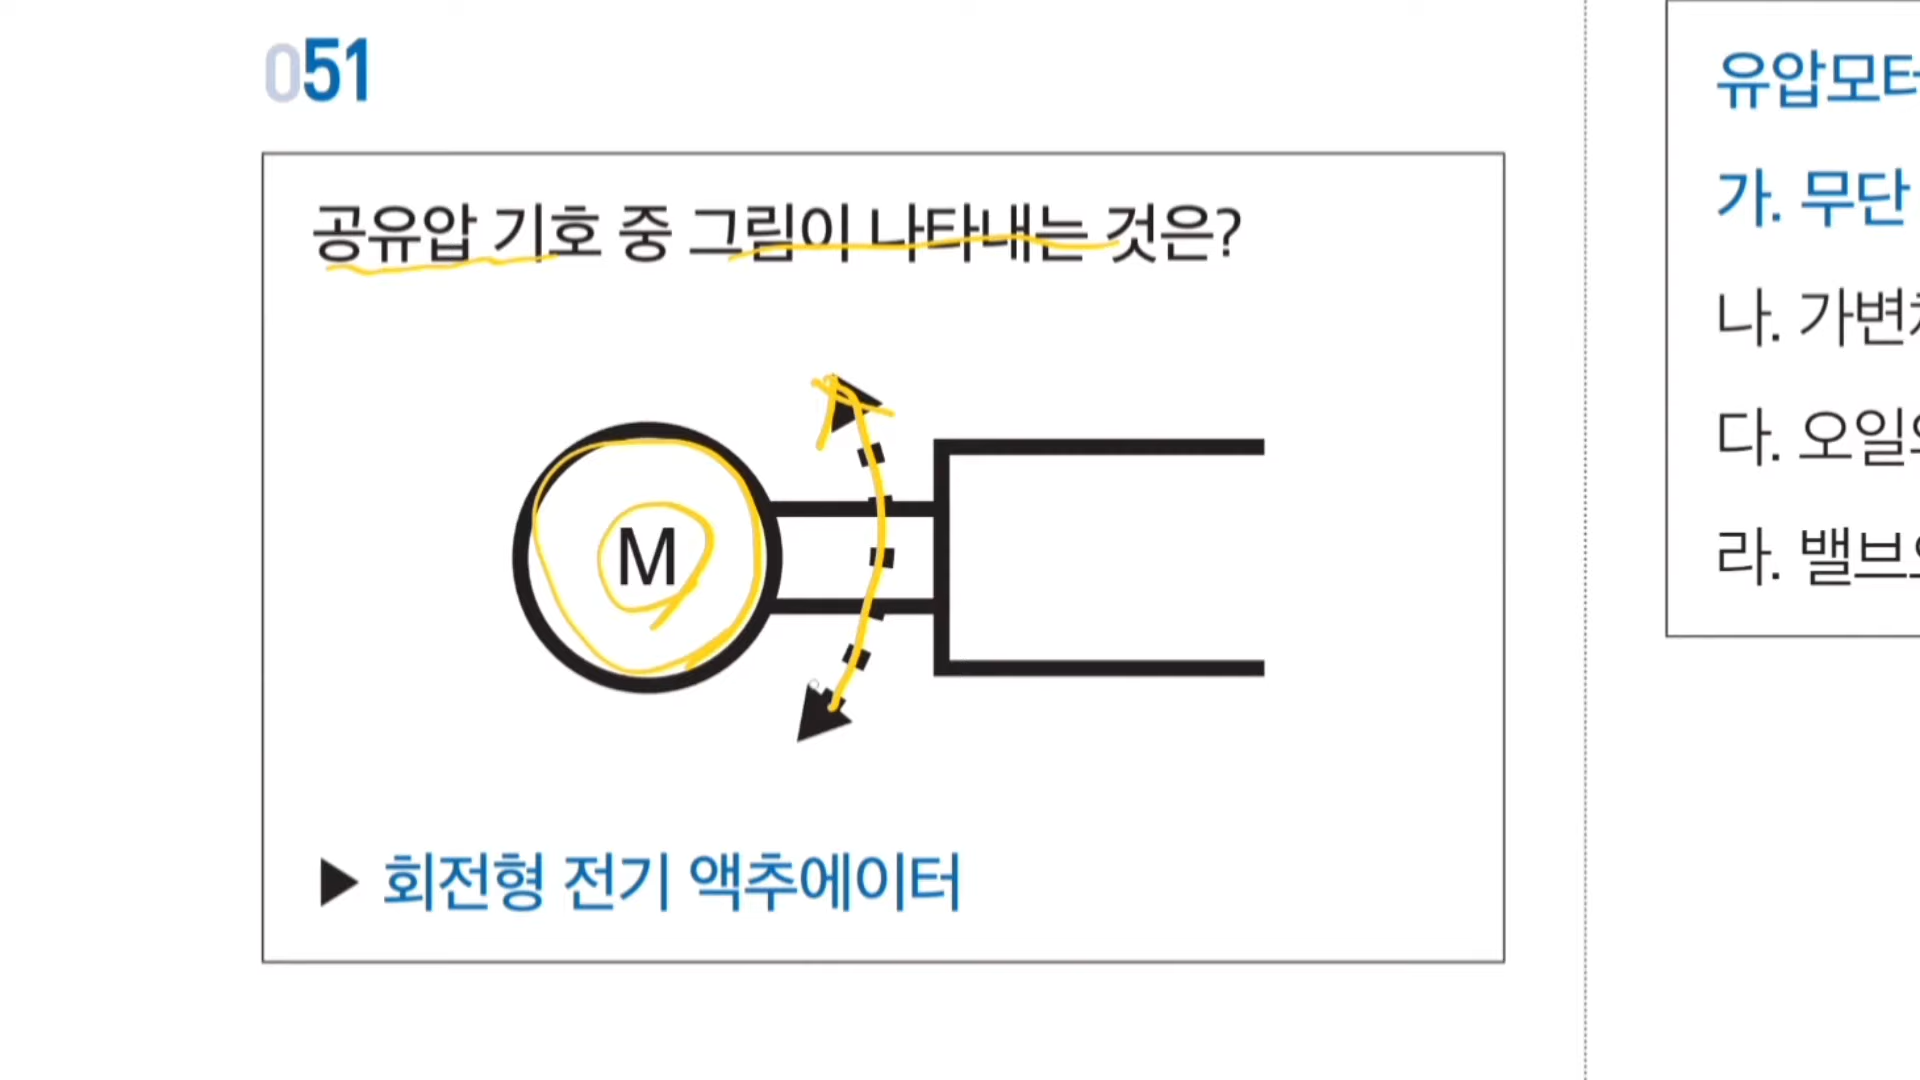 051
공유압 기호 중 그림이 나타내는 것은?
M
▶ 회전형 전기 액추에이터
유압모터
가. 무단
나. 가변
다. 오일
라. 밸브